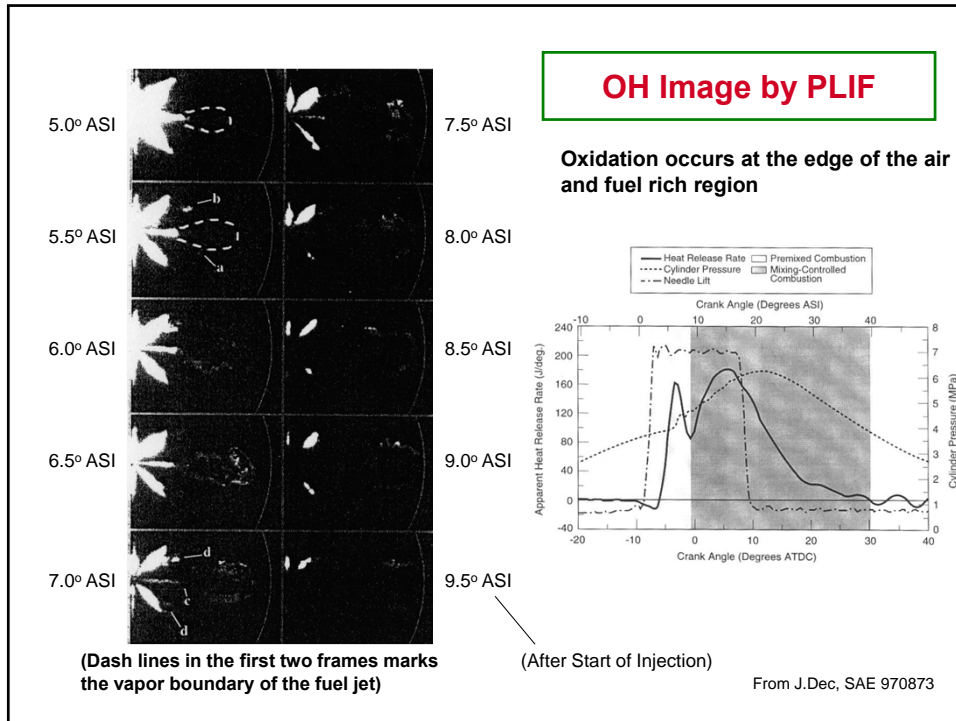 OH Image by PLIF
Oxidation occurs at the edge of the air
and fuel rich region
5.0° ASI
5.5° ASI
6.0° ASI
6.5° ASI
7.0° ASI
b
a
d
c
d
7.5° ASI
8.0° ASI
8.5° ASI
9.0° ASI
9.5° ASI
(Dash lines in the first two frames marks
the vapor boundary of the fuel jet)
(After Start of Injection)
Heat Release Rate
Cylinder Pressure
Needle Lift
Premixed Combustion
Mixing-Controlled
Combustion
Crank Angle (Degrees ASI)
-10 0 10 20 30 40
Apparent Heat Release Rate (J/deg.)
240
200
160
120
80
40
0
-40
8
7
6
5
4
3
2
1
0
Cylinder Pressure (MPa)
-20 -10 0 10 20 30 40
Crank Angle (Degrees ATDC)
From J.Dec, SAE 970873